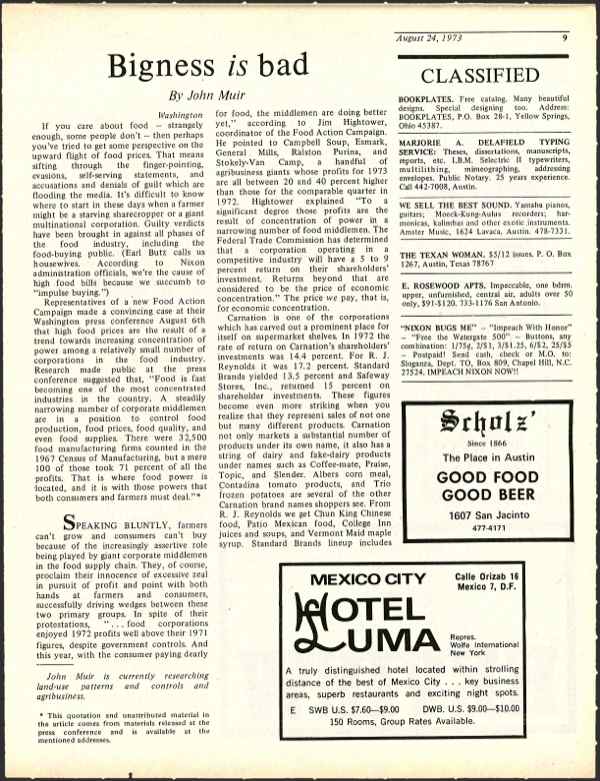 August 24, 1973 9
Bigness is bad
By John Muir
Washington
If you care about food — strangely
enough, some people don't — then perhaps
you've tried to get some perspective on the
upward flight of food prices. That means
sifting through the finger-pointing,
evasions, self-serving statements, and
accusations and denials of guilt which are
flooding the media. It's difficult to know
where to start in these days when a farmer
might be a starving sharecropper or a giant
multinational corporation. Guilty verdicts
have been brought in against all phases of
the food industry, including the
food-buying public. (Earl Butz calls us
housewives. According to Nixon
administration officials, we're the cause of
high food bills because we succumb to
"impulse buying.")
Representatives of a new Food Action
Campaign made a convincing case at their
Washington press conference August 6th
that high food prices are the result of a
trend towards increasing concentration of
power among a relatively small number of
corporations in the food industry.
Research made public at the press
conference suggested that, "Food is fast
becoming one of the most concentrated
industries in the country. A steadily
narrowing number of corporate middlemen
are in a position to control food
production, food prices, food quality, and
even food supplies. There were 32,500
food manufacturing firms counted in the
1967 Census of Manufacturing, but a mere
100 of those took 71 percent of all the
profits. That is where food power is
located, and it is with those powers that
both consumers and farmers must deal."*
SPEAKING BLUNTLY, farmers
can't grow and consumers can't buy
because of the increasingly assertive role
being played by giant corporate middlemen
in the food supply chain. They, of course,
proclaim their innocence of excessive zeal
in pursuit of profit and point with both
hands at farmers and consumers,
successfully driving wedges between these
two primary groups. In spite of their
protestations, "... food corporations
enjoyed 1972 profits well above their 1971
figures, despite government controls. And
this year, with the consumer paying dearly
John Muir is currently researching
land-use patterns and controls and
agribusiness.
* This quotation and unattributed material in
the article comes from materials released at the
press conference and is available at the
mentioned addresses.
for food, the middlemen are doing better
yet," according to Jim Hightower,
coordinator of the Food Action Campaign.
He pointed to Campbell Soup, Esmark,
General Mills, Ralston Purina, and
Stokely-Van Camp, a handful of
agribusiness giants whose profits for 1973
are all between 20 and 40 percent higher
than those for the comparable quarter in
1972. Hightower explained "To a
significant degree those profits are the
result of concentration of power in a
narrowing number of food middlemen. The
Federal Trade Commission has determined
that a corporation operating in a
competitive industry will have a 5 to 9
percent return on their shareholders'
investment. Returns beyond that are
considered to be the price of economic
concentration." The price we pay, that is,
for economic concentration.
Carnation is one of the corporations
which has carved out a prominent place for
itself on supermarket shelves. In 1972 the
rate of return on Carnation's shareholders'
investments was 14.4 percent. For R. J.
Reynolds it was 17.2 percent. Standard
Brands yielded 13.5 percent and Safeway
Stores, Inc., returned 15 percent on
shareholder investments. These figures
become even more striking when you
realize that they represent sales of not one
but many different products. Carnation
not only markets a substantial number of
products under its own name, it also has a
string of dairy and fake-dairy products
under names such as Coffee-mate, Praise,
Topic, and Slender. Albers corn meal,
Contadina tomato products, and Trio
frozen potatoes are several of the other
Carnation brand names shoppers see. From
R. J. Reynolds we get Chun King Chinese
food, Patio Mexican food, College Inn
juices and soups, and Vermont Maid maple
syrup. Standard Brands lineup includes
CLASSIFIED
BOOKPLATES. Free catalog. Many beautiful
designs. Special designing too. Address:
BOOKPLATES, P.O. Box 28-1, Yellow Springs,
Ohio 45387.
MARJORIE A. DELAFIELD TYPING
SERVICE: Theses, dissertations, manuscripts,
reports, etc. I.B.M. Selectric II typewriters,
multilithing, mimeographing, addressing
envelopes. Public Notary. 25 years experience.
Call 442-7008, Austin.
WE SELL THE BEST SOUND. Yamaha pianos,
guitars; Moeck-Kung-Aulos recorders; har-
monicas, kalimbas and other exotic instruments.
Amster Music, 1624 Lavaca, Austin. 478-7331.
THE TEXAN WOMAN. $5/12 issues. P. O. Box
1267, Austin, Texas 78767
E. ROSEWOOD APTS. Impeccable, one bdrm.
upper, unfurnished, central air, adults over 50
only, $91-$120. 733-1176 San Antonio.
"NIXON BUGS ME" — "Impeach With Honor"
— "Free the Watergate 500" — Buttons, any
combination: 1/75¢, 2/$1, 3/$1.25, 6/$2, 25/$5
— Postpaid! Send cash, check or M.O. to:
Sloganza, Dept. TO, Box 809, Chapel Hill, N.C.
27524. IMPEACH NIXON NOW!!
Scholz'
Since 1866
The Place in Austin
GOOD FOOD
GOOD BEER
1607 San Jacinto
477-4171
MEXICO CITY
Calle Orizab 16
Mexico 7, D.F.
HOTEL
LUMA
Repres.
Wolfe International
New York
A truly distinguished hotel located within strolling
distance of the best of Mexico City . . . key business
areas, superb restaurants and exciting night spots.
E SWB U.S. $7.60—$9.00 DWB. U.S. $9.00—$10.00
150 Rooms, Group Rates Available.